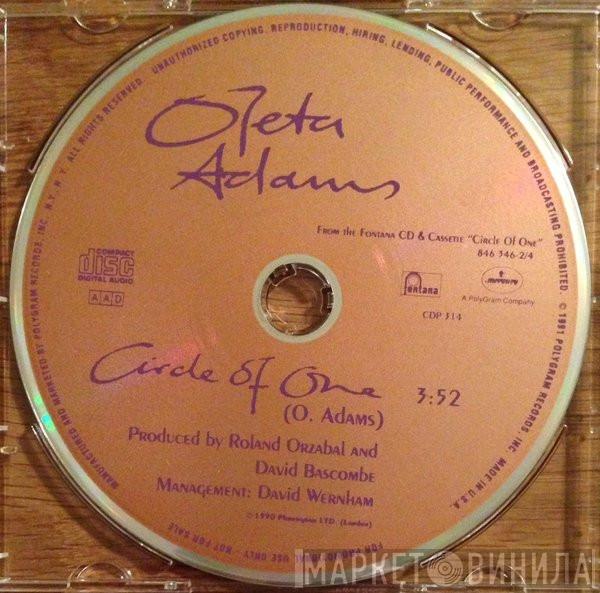 UNAUTHORIZED COPYING, REPRODUCTION, HIRING, LENDING, PUBLIC PERFORMANCE AND BROADCASTING PROHIBITED.
© 1991 POLYGRAM RECORDS, INC. MADE IN U.S.A.
MANUFACTURED AND MARKETED BY POLYGRAM RECORDS, INC. N.Y., N.Y. ALL RIGHTS RESERVED.
Oleta
Adams
From the Fontana CD & Cassette "Circle Of One"
846 346-2/4
COMPACT
disc
DIGITAL AUDIO
AAD
Fontana
mercury
A PolyGram Company
CDP 314
Circle of One 3:52
(O. Adams)
Produced by Roland Orzabal and
David Bascombe
Management: David Wernham
℗ 1990 Phonogram LTD. (London)
FOR PROMOTIONAL USE ONLY - NOT FOR SALE
МАРКЕТ ВИНИЛА